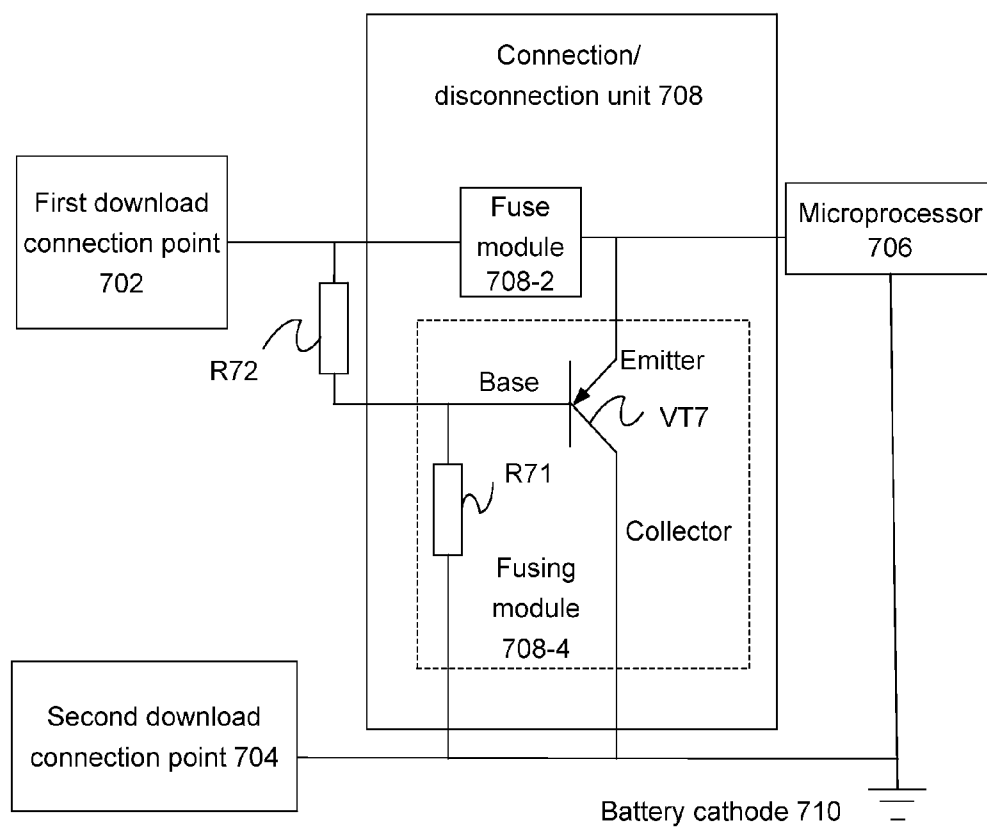 Connection/
disconnection unit 708
First download
connection point
702
Fuse
module
708-2
Microprocessor
706
R72
Base
Emitter
VT7
R71
Collector
Fusing
module
708-4
Second download
connection point 704
Battery cathode 710